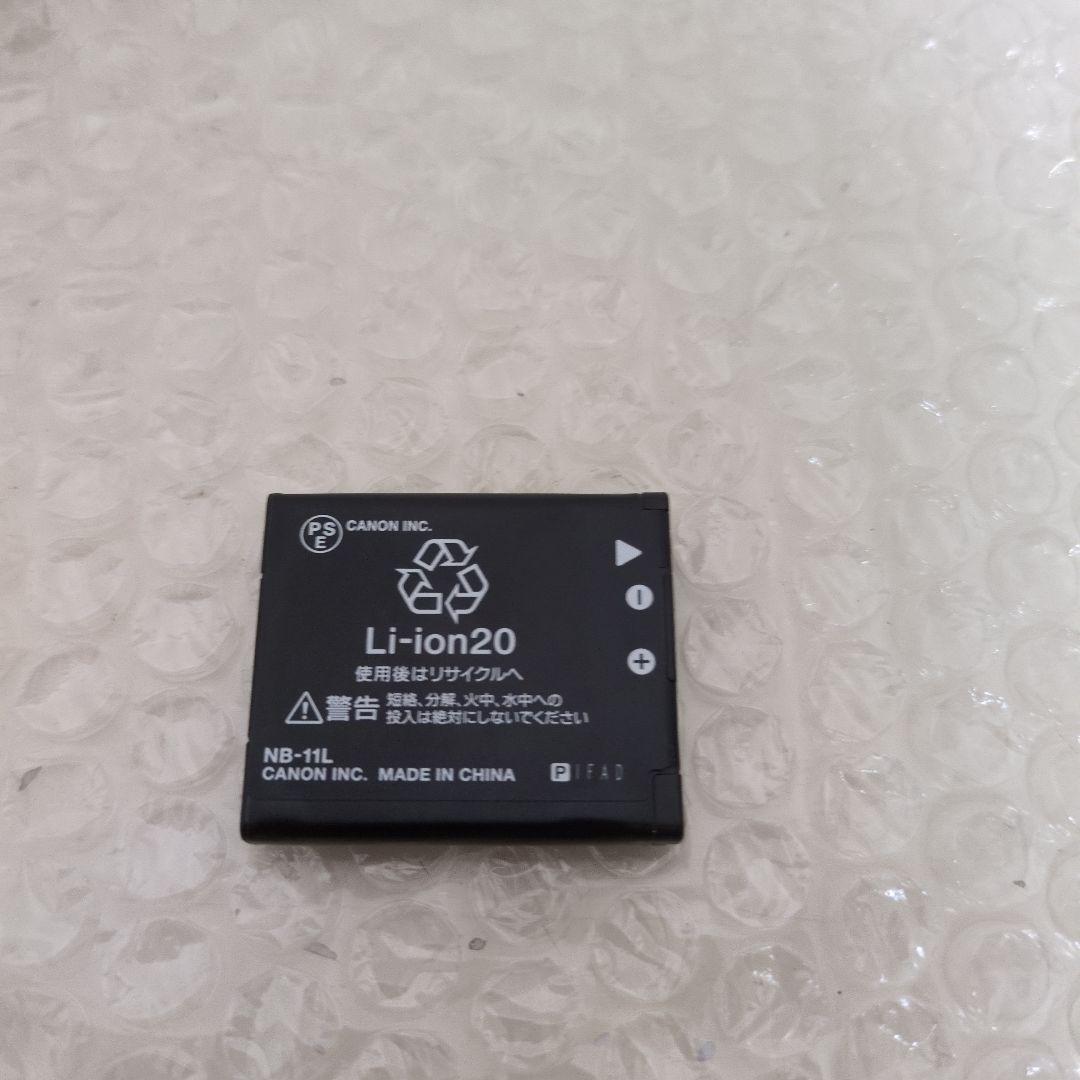 PS
E
CANON INC.
Li-ion20
使用後はリサイクルへ
警告
短絡、分解、火中、水中への
投入は絶対にしないでください
NB-11L
CANON INC. MADE IN CHINA
P IFAD